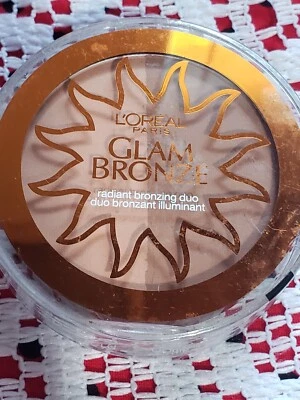 L'ORÉAL
PARIS
GLAM
BRONZE
radiant bronzing duo
duo bronzant illuminant